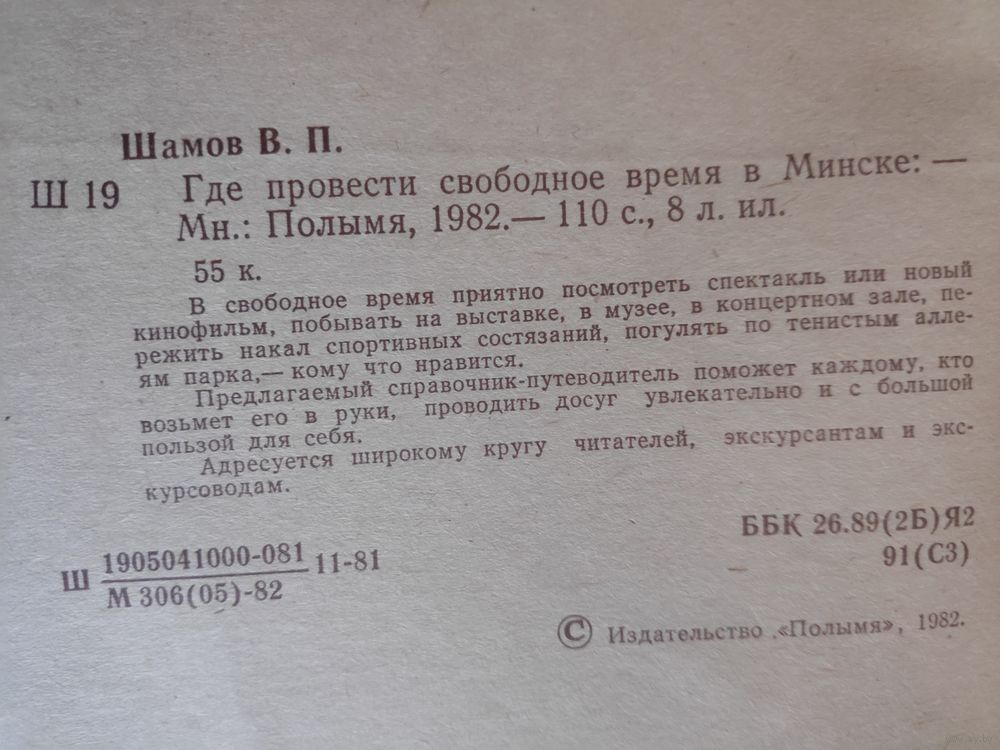 Шамов В. П.
Ш 19 Где провести свободное время в Минске: —
Мн.: Полымя, 1982.— 110 с., 8 л. ил.
55 к.
В свободное время приятно посмотреть спектакль или новый
кинофильм, побывать на выставке, в музее, в концертном зале, пе-
режить накал спортивных состязаний, погулять по тенистым алле-
ям парка,— кому что нравится.
Предлагаемый справочник-путеводитель поможет каждому, кто
возьмет его в руки, проводить досуг увлекательно и с большой
пользой для себя.
Адресуется широкому кругу читателей, экскурсантам и экс-
курсоводам.
Ш 1905041000-081 11-81
М 306(05)-82
ББК 26.89(2Б)Я2
91(С3)
© Издательство «Полымя», 1982.